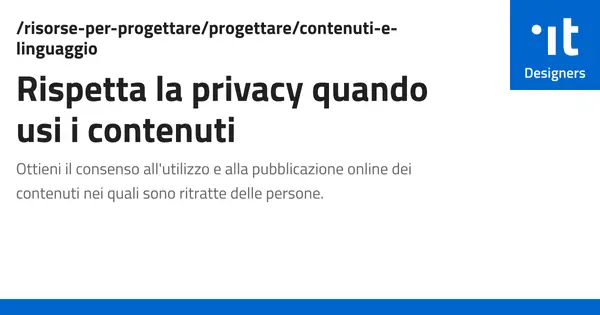 /risorse-per-progettare/progettare/contenuti-e-
linguaggio
Rispetta la privacy quando
usi i contenuti
Ottieni il consenso all'utilizzo e alla pubblicazione online dei
contenuti nei quali sono ritratte delle persone.
.it
Designers